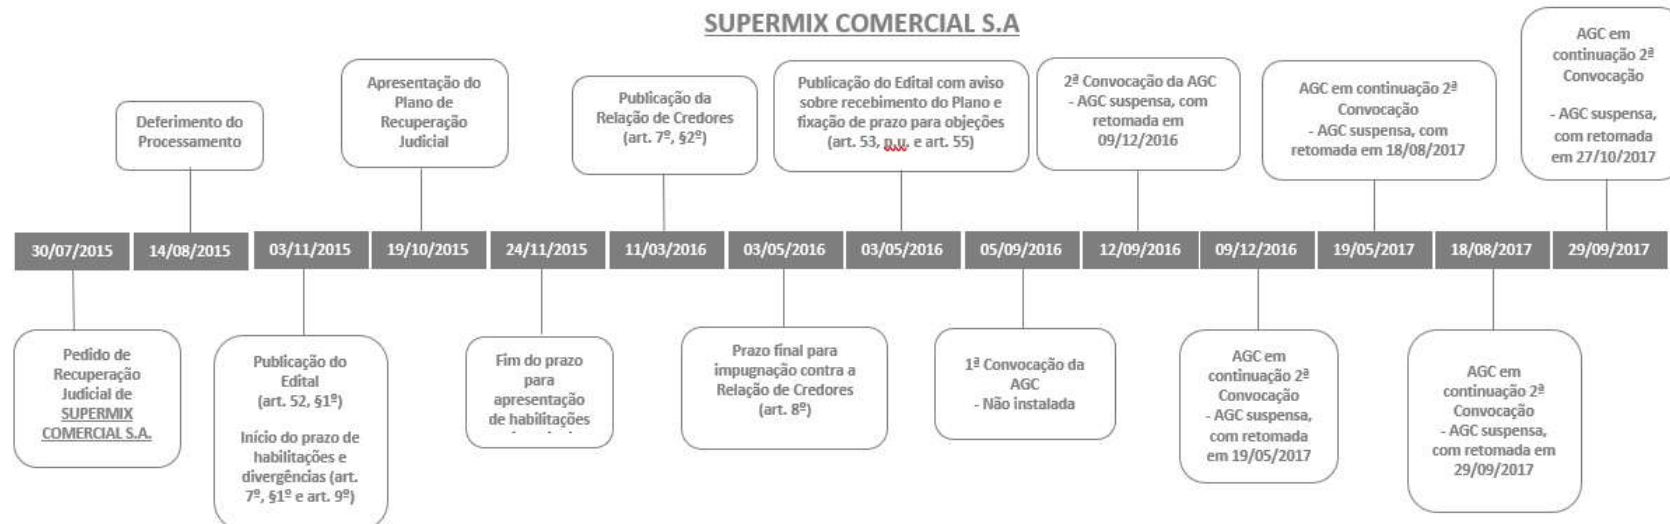 SUPERMIX COMERCIAL S.A
Deferimento do
Processamento
Apresentação do
Plano de
Recuperação
Judicial
Publicação da
Relação de Credores
(art. 7º, §2º)
Publicação do Edital com aviso
sobre recebimento do Plano e
fixação de prazo para objeções
(art. 53, p.u. e art. 55)
2ª Convocação da AGC
- AGC suspensa, com
retomada em
09/12/2016
AGC em continuação 2ª
Convocação
- AGC suspensa, com
retomada em 18/08/2017
AGC em
continuação 2ª
Convocação
- AGC suspensa,
com retomada
em 27/10/2017
30/07/2015 14/08/2015 03/11/2015 19/10/2015 24/11/2015 11/03/2016 03/05/2016 03/05/2016 05/09/2016 12/09/2016 09/12/2016 19/05/2017 18/08/2017 29/09/2017
Pedido de
Recuperação
Judicial de
SUPERMIX
COMERCIAL S.A.
Publicação do
Edital
(art. 52, §1º)
Início do prazo de
habilitações e
divergências (art.
7º, §1º e art. 9º)
Fim do prazo
para
apresentação
de habilitações
Prazo final para
impugnação contra a
Relação de Credores
(art. 8º)
1ª Convocação da
AGC
- Não instalada
AGC em
continuação 2ª
Convocação
- AGC suspensa,
com retomada
em 19/05/2017
AGC em
continuação 2ª
Convocação
- AGC suspensa,
com retomada em
29/09/2017